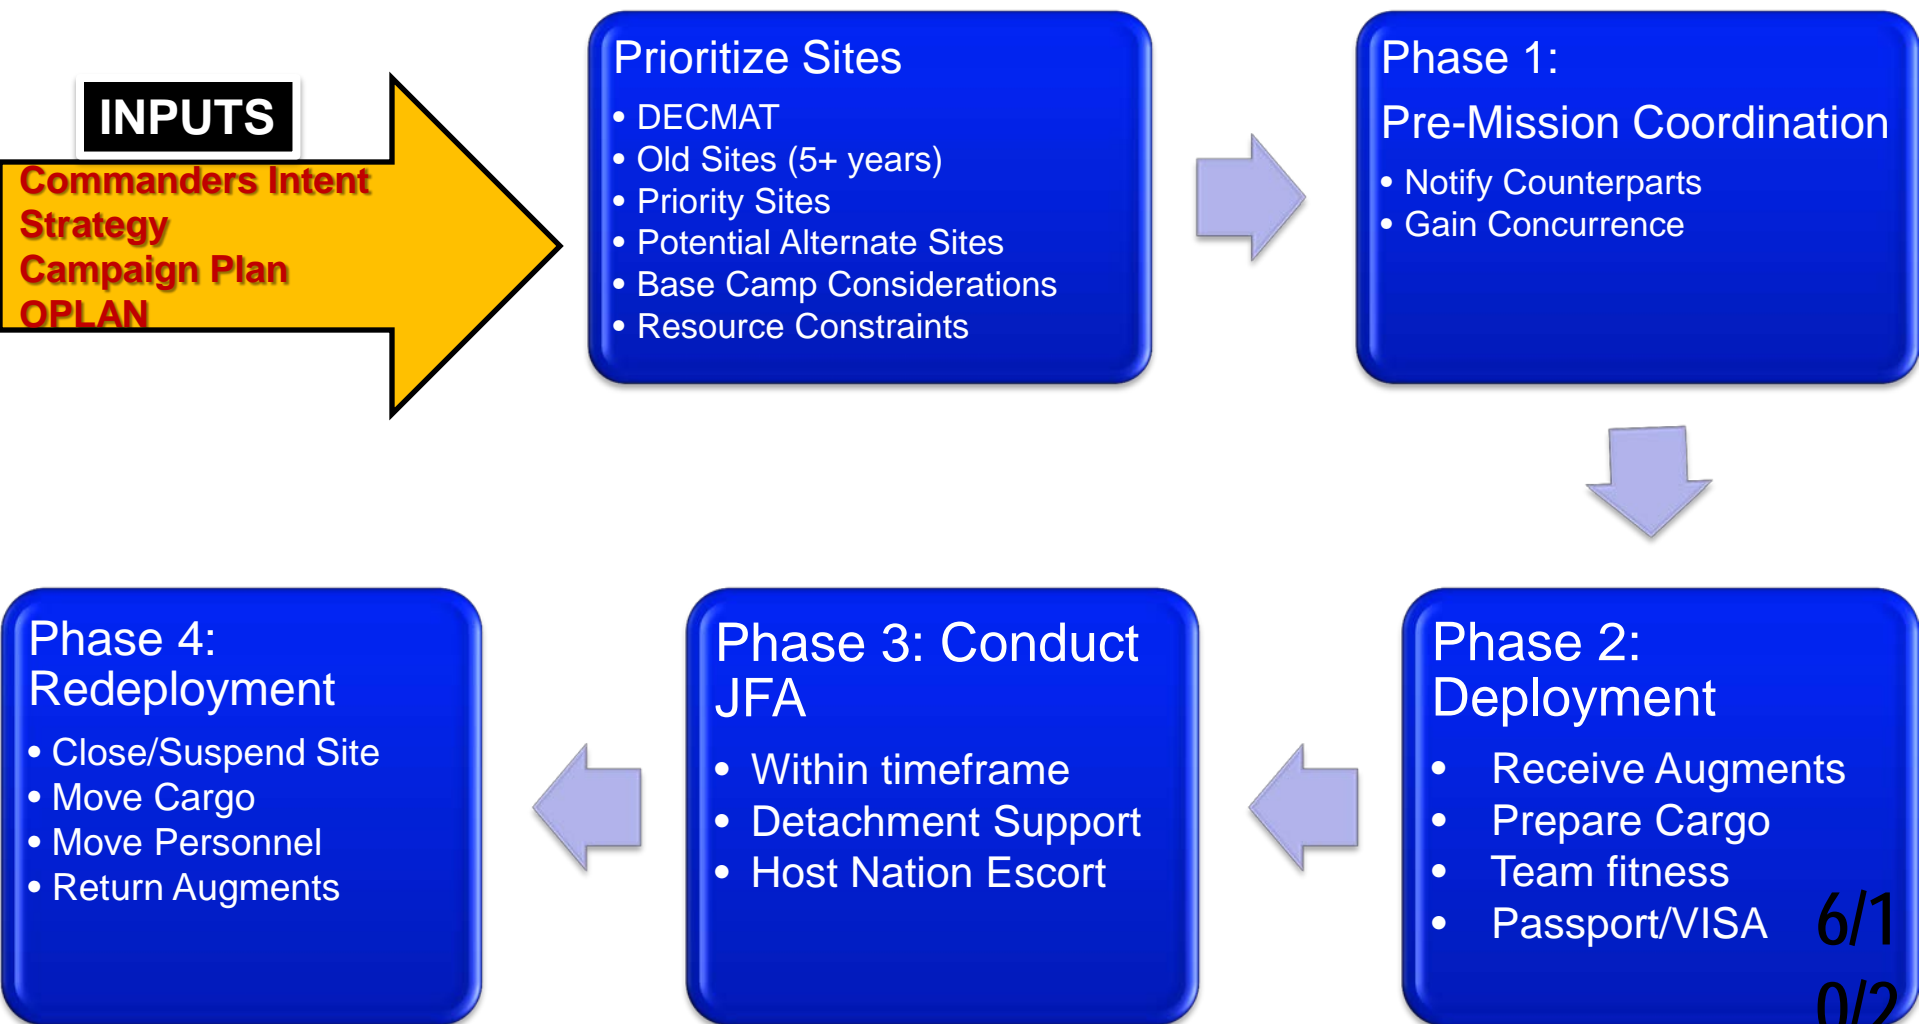 INPUTS
Commanders Intent
Strategy
Campaign Plan
OPLAN
Prioritize Sites
• DECMAT
• Old Sites (5+ years)
• Priority Sites
• Potential Alternate Sites
• Base Camp Considerations
• Resource Constraints
Phase 1:
Pre-Mission Coordination
• Notify Counterparts
• Gain Concurrence
Phase 2:
Deployment
• Receive Augments
• Prepare Cargo
• Team fitness
• Passport/VISA
Phase 3: Conduct
JFA
• Within timeframe
• Detachment Support
• Host Nation Escort
Phase 4:
Redeployment
• Close/Suspend Site
• Move Cargo
• Move Personnel
• Return Augments
6/1
0/2